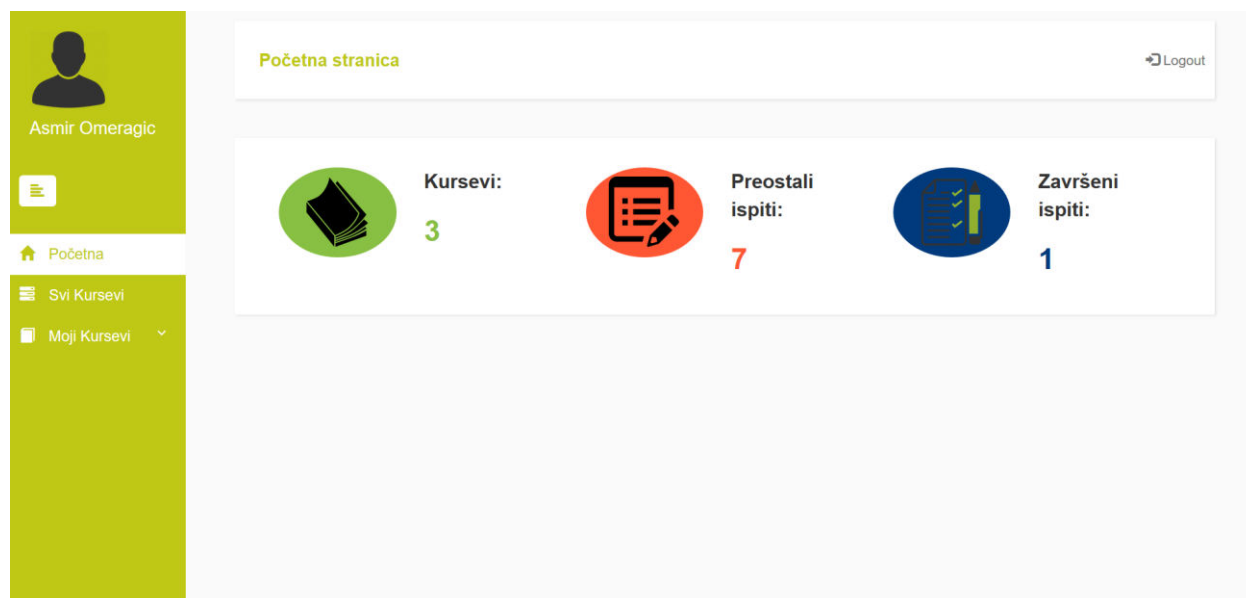 Asmir Omeragic
Početna
Svi Kursevi
Moji Kursevi
Početna stranica
Logout
Kursevi:
3
Preostali
ispiti:
7
Završeni
ispiti:
1